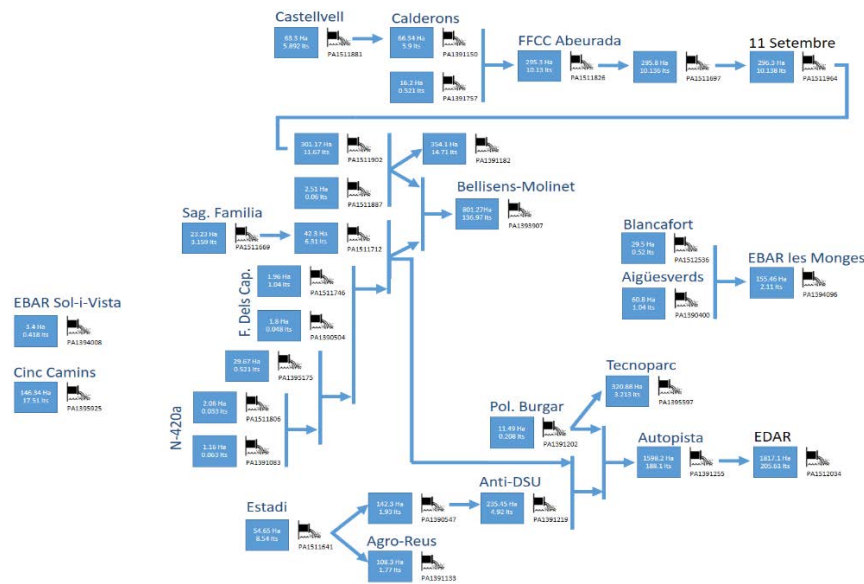 Castellvell
63.5 Ha
5.892 lts
PA1511881
Calderons
66.54 Ha
5.9 lts
PA1391150
16.2 Ha
0.521 lts
PA1391757
FFCC Abeurada
295.3 Ha
10.13 lts
PA1511826
295.8 Ha
10.135 lts
PA1511697
11 Setembre
296.3 Ha
10.138 lts
PA1511964
301.17 Ha
11.67 lts
PA1511902
354.1 Ha
14.71 lts
PA1391182
2.51 Ha
0.06 lts
PA1511887
Bellisens-Molinet
801.27Ha
156.97 lts
PA1393907
Sag. Familia
23.23 Ha
3.159 lts
PA1511669
42.3 Ha
6.31 lts
PA1511712
Blancafort
29.5 Ha
0.52 lts
PA1512536
Aigüesverds
60.8 Ha
1.04 lts
PA1390400
EBAR les Monges
155.46 Ha
2.11 lts
PA1394096
F. Dels Cap.
1.96 Ha
1.04 lts
PA1511746
1.8 Ha
0.048 lts
PA1390504
EBAR Sol-i-Vista
3.4 Ha
0.418 lts
PA1394008
Cinc Camins
146.34 Ha
17.51 lts
PA1395925
29.67 Ha
0.521 lts
PA1395175
N-420a
2.06 Ha
0.033 lts
PA1511806
1.16 Ha
0.063 lts
PA1391083
Tecnoparc
320.88 Ha
3.213 lts
PA1395397
Pol. Burgar
11.49 Ha
0.208 lts
PA1391202
Autopista
1598.2 Ha
188.1 lts
PA1391255
EDAR
1817.1 Ha
205.61 lts
PA1512034
Estadi
54.65 Ha
8.54 lts
PA1511641
142.5 Ha
1.93 lts
PA1390547
Anti-DSU
235.45 Ha
4.92 lts
PA1391219
Agro-Reus
108.3 Ha
1.77 lts
PA1391133